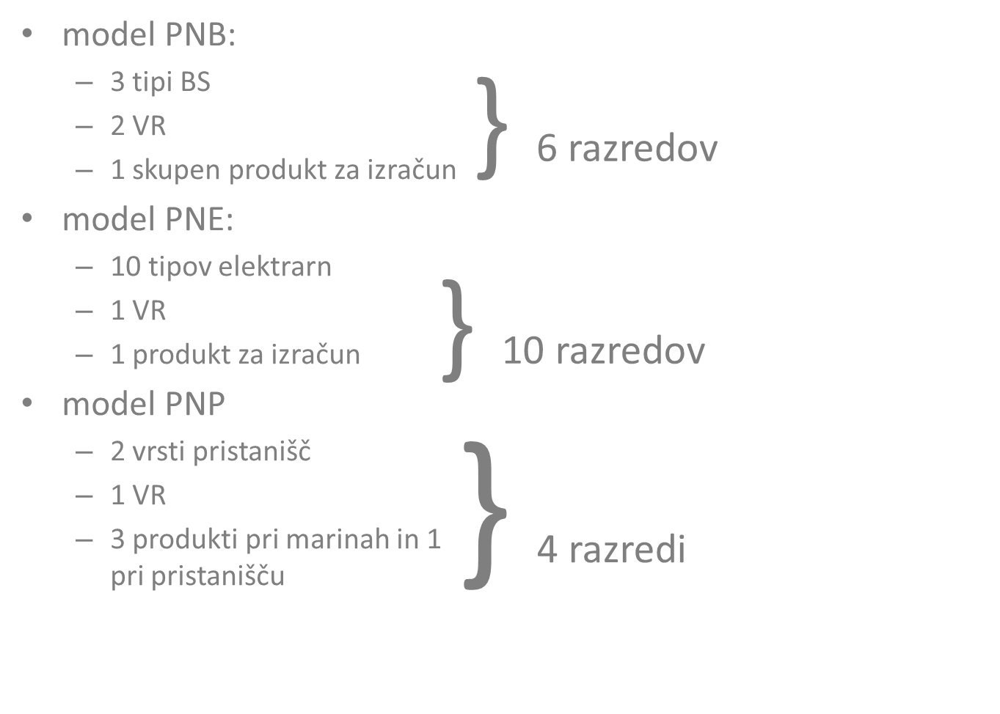 • model PNB:
– 3 tipi BS
– 2 VR
– 1 skupen produkt za izračun
} 6 razredov
• model PNE:
– 10 tipov elektrarn
– 1 VR
– 1 produkt za izračun
} 10 razredov
• model PNP
– 2 vrsti pristanišč
– 1 VR
– 3 produkti pri marinah in 1
pri pristanišču
} 4 razredi